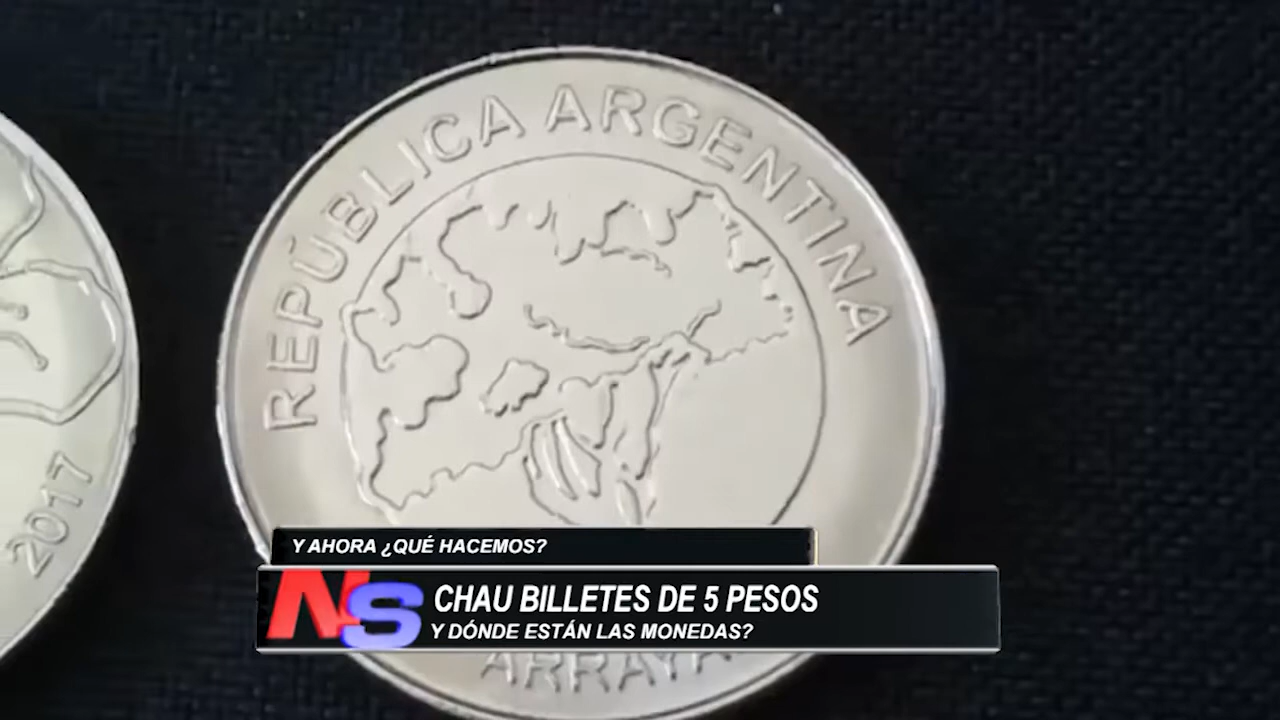 REPÚBLICA ARGENTINA
2017
Y AHORA ¿QUÉ HACEMOS?
NS
CHAU BILLETES DE 5 PESOS
Y DÓNDE ESTÁN LAS MONEDAS?